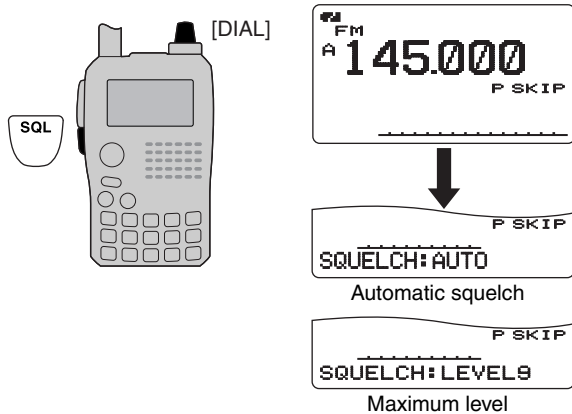 [DIAL]
SQL
FM
A 145.000
P SKIP
P SKIP
SQUELCH:AUTO
Automatic squelch
P SKIP
SQUELCH:LEVEL9
Maximum level